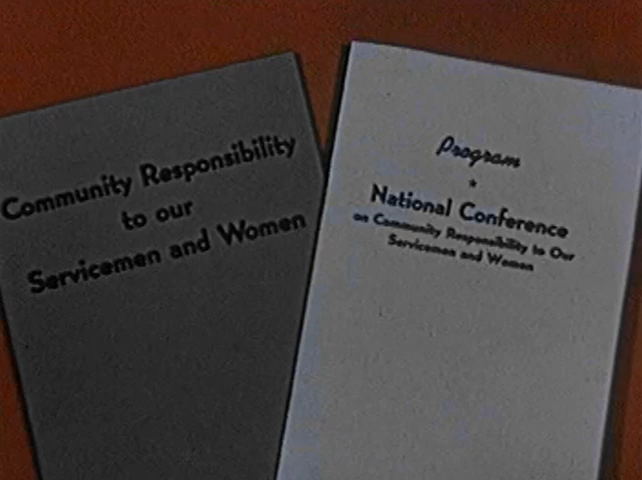 Community Responsibility
to our
Servicemen and Women
Program
National Conference
on Community Responsibility to Our
Servicemen and Women